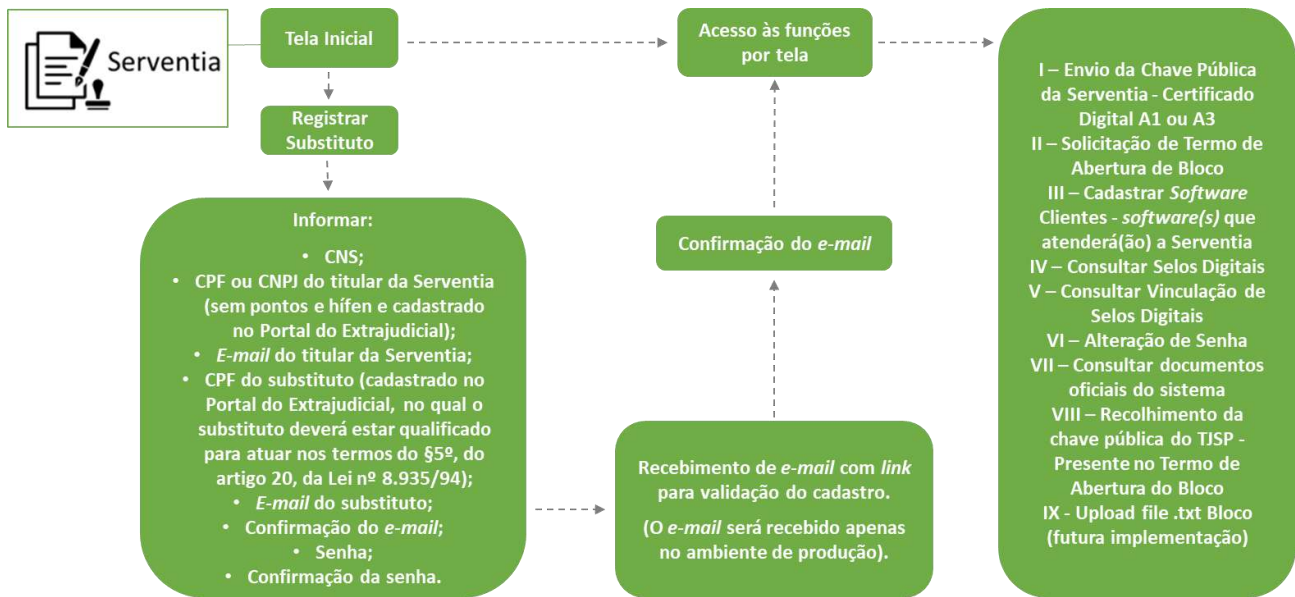 Serventia
Tela Inicial
Registrar
Substituto
Informar:
• CNS;
• CPF ou CNPJ do titular da Serventia
(sem pontos e hífen e cadastrado
no Portal do Extrajudicial);
• E-mail do titular da Serventia;
• CPF do substituto (cadastrado no
Portal do Extrajudicial, no qual o
substituto deverá estar qualificado
para atuar nos termos do §5º, do
artigo 20, da Lei nº 8.935/94);
• E-mail do substituto;
• Confirmação do e-mail;
• Senha;
• Confirmação da senha.
Recebimento de e-mail com link
para validação do cadastro.
(O e-mail será recebido apenas
no ambiente de produção).
Confirmação do e-mail
Acesso às funções
por tela
I – Envio da Chave Pública
da Serventia - Certificado
Digital A1 ou A3
II – Solicitação de Termo de
Abertura de Bloco
III – Cadastrar Software
Clientes - software(s) que
atenderá(ão) a Serventia
IV – Consultar Selos Digitais
V – Consultar Vinculação de
Selos Digitais
VI – Alteração de Senha
VII – Consultar documentos
oficiais do sistema
VIII – Recolhimento da
chave pública do TJSP -
Presente no Termo de
Abertura do Bloco
IX - Upload file .txt Bloco
(futura implementação)